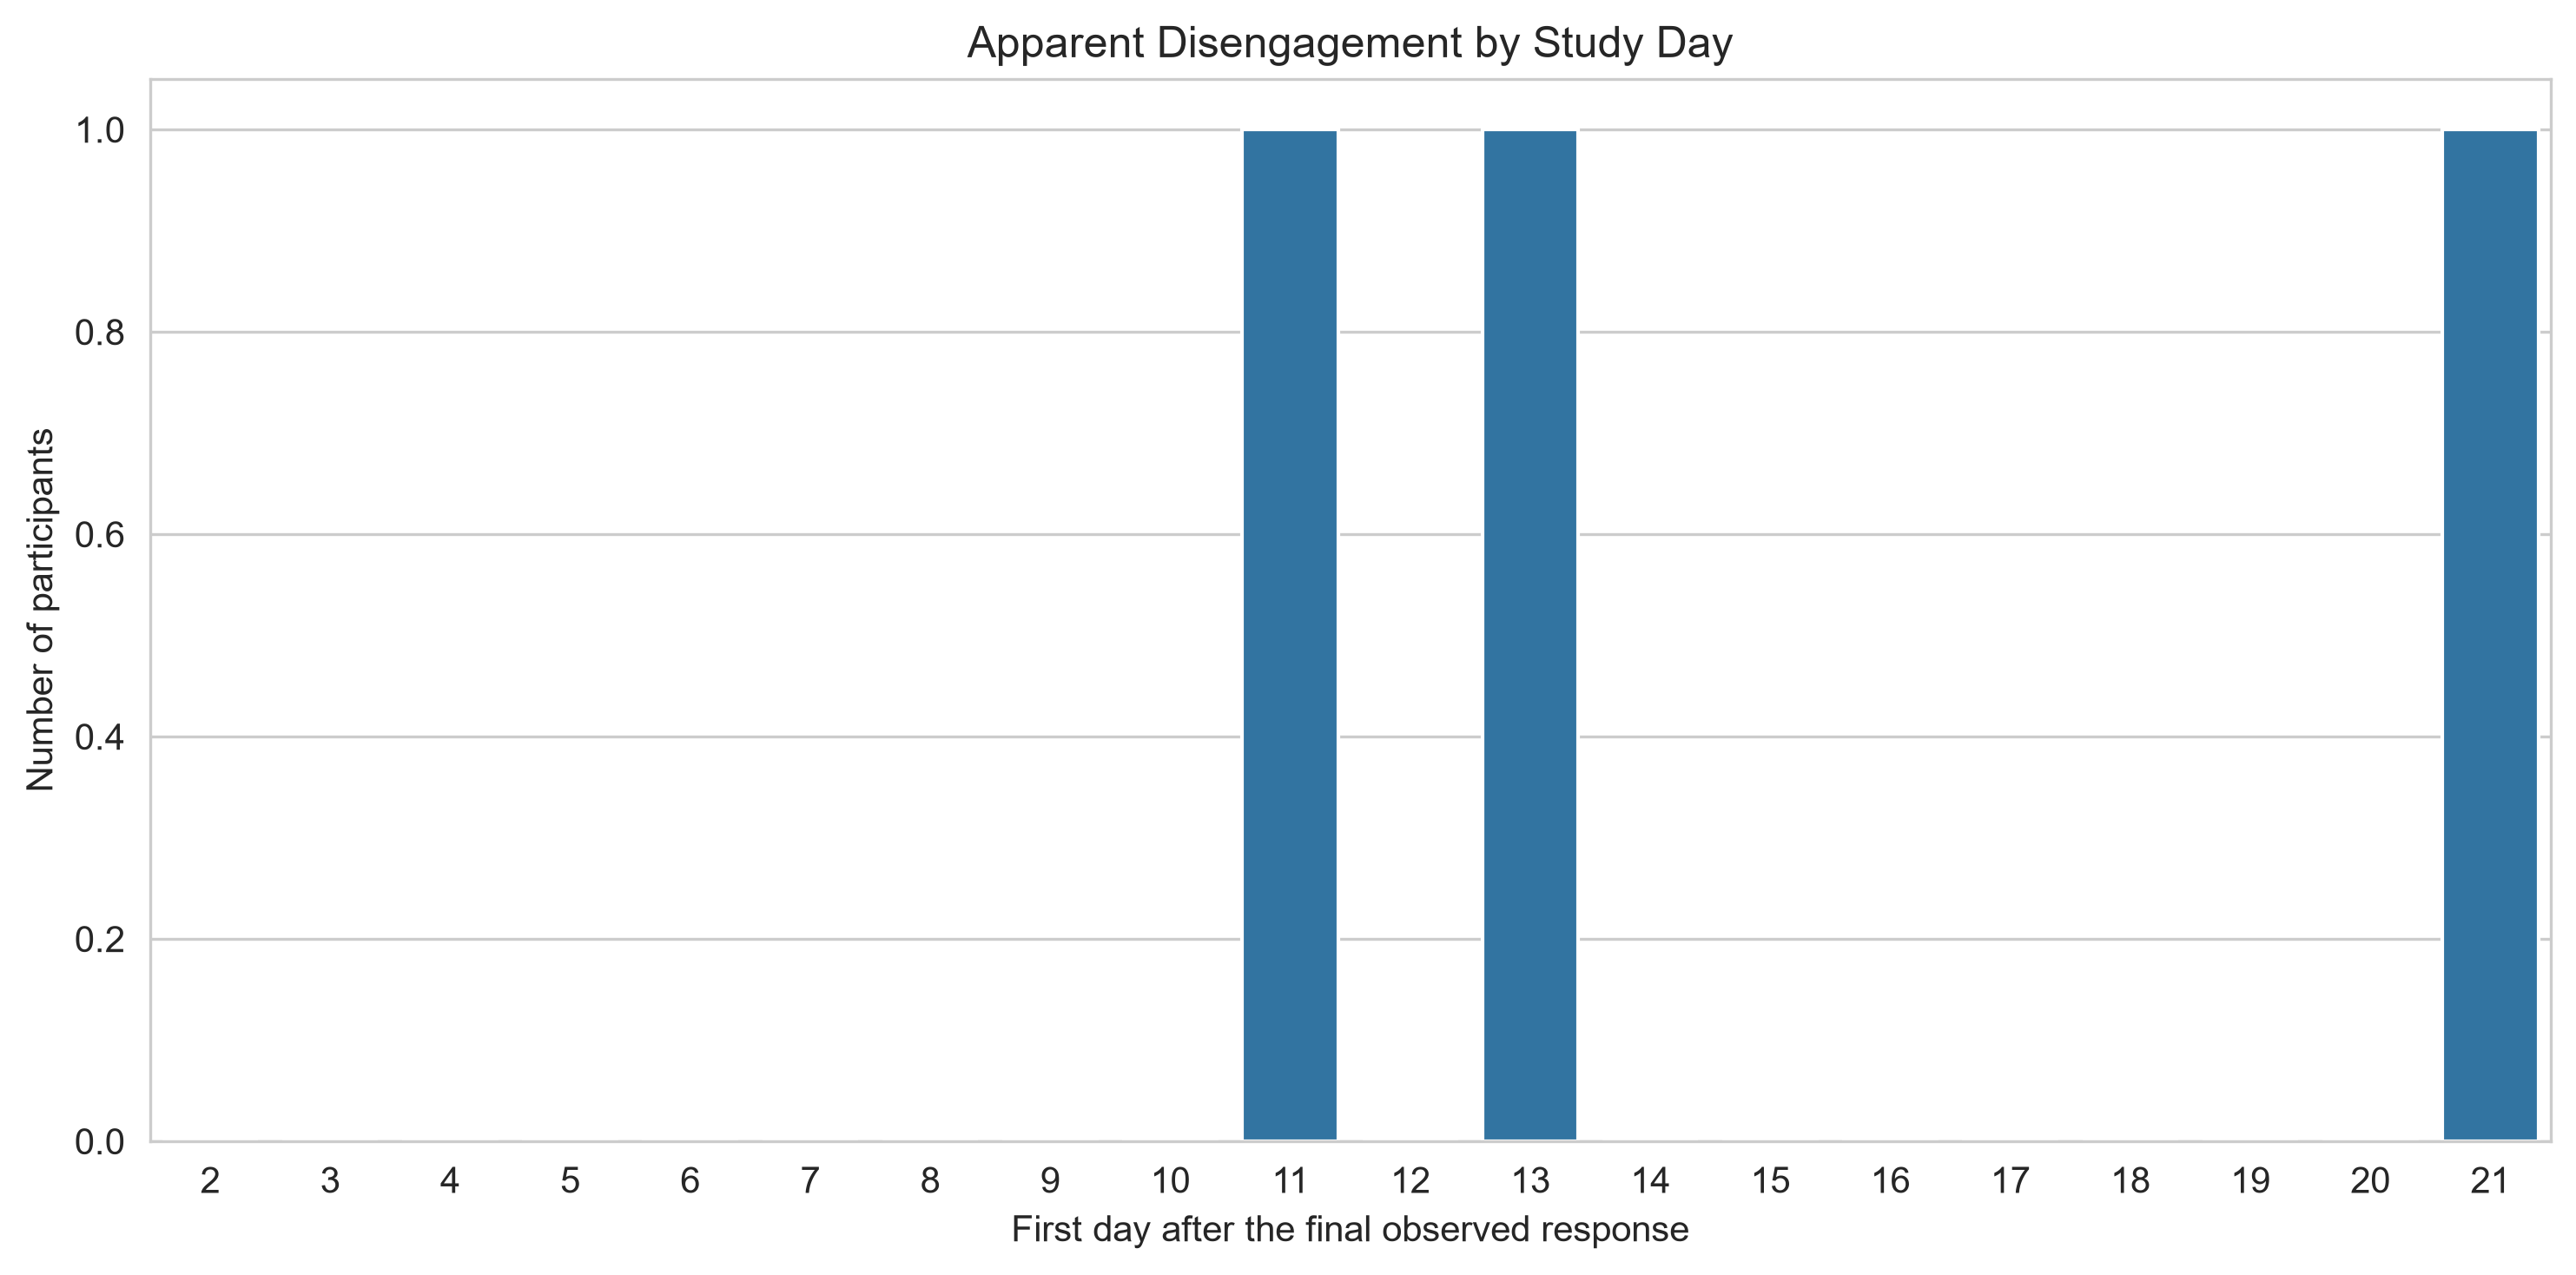 Apparent Disengagement by Study Day
Number of participants
1.0
0.8
0.6
0.4
0.2
0.0
2 3 4 5 6 7 8 9 10 11 12 13 14 15 16 17 18 19 20 21
First day after the final observed response